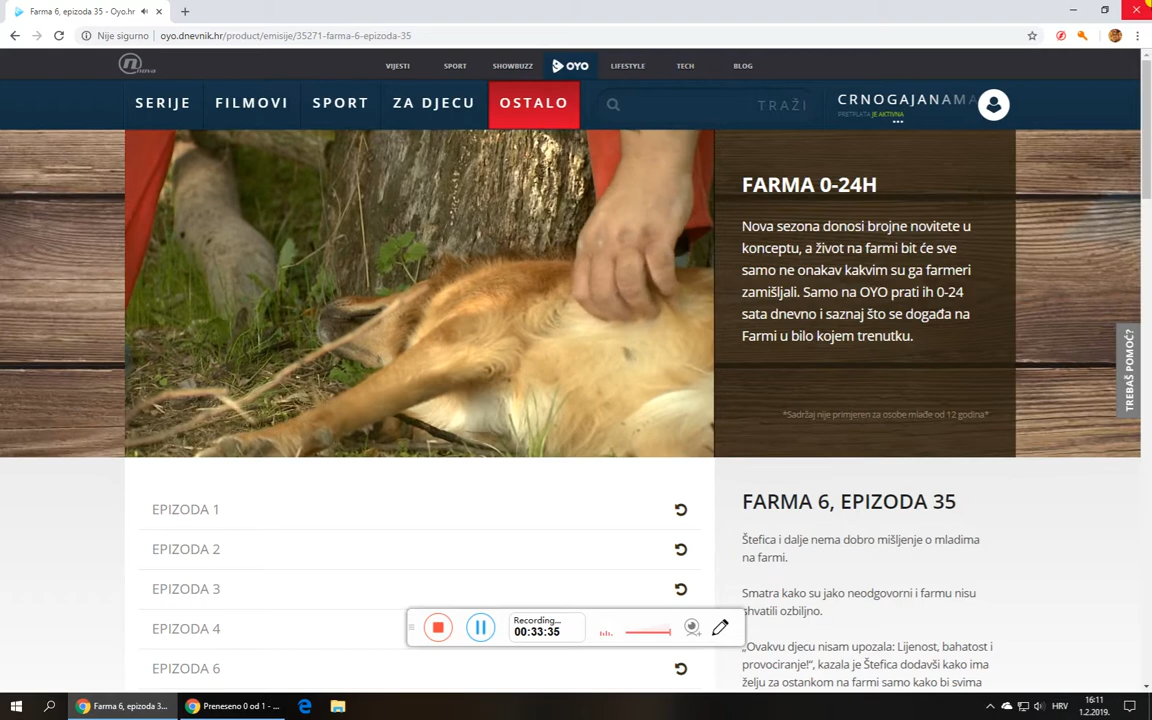 Farma 6, epizoda 35 - Oyo.hr
Nije sigurno
oyo.dnevnik.hr/product/emisije/35271-farma-6-epizoda-35
nova
VIJESTI
SPORT
SHOWBUZZ
OYO
LIFESTYLE
TECH
BLOG
SERIJE
FILMOVI
SPORT
ZA DJECU
OSTALO
TRAŽI
CRNOGAJANAMA
PRETPLATA JE AKTIVNA
FARMA 0-24H
Nova sezona donosi brojne novitete u
konceptu, a život na farmi bit će sve
samo ne onakav kakvim su ga farmeri
zamišljali. Samo na OYO prati ih 0-24
sata dnevno i saznaj što se događa na
Farmi u bilo kojem trenutku.
*Sadržaj nije primjeren za osobe mlađe od 12 godina*
TREBAŠ POMOĆ?
EPIZODA 1
EPIZODA 2
EPIZODA 3
EPIZODA 4
EPIZODA 6
FARMA 6, EPIZODA 35
Štefica i dalje nema dobro mišljenje o mladima
na farmi.
Smatra kako su jako neodgovorni i farmu nisu
shvatili ozbiljno.
„Ovakvu djecu nisam upozala: Lijenost, bahatost i
provociranje!“, kazala je Štefica dodavši kako ima
želju za ostankom na farmi samo kako bi svima
Recording...
00:33:35
Farma 6, epizoda 3...
Preneseno 0 od 1 - ...
HRV
16:11
1.2.2019.